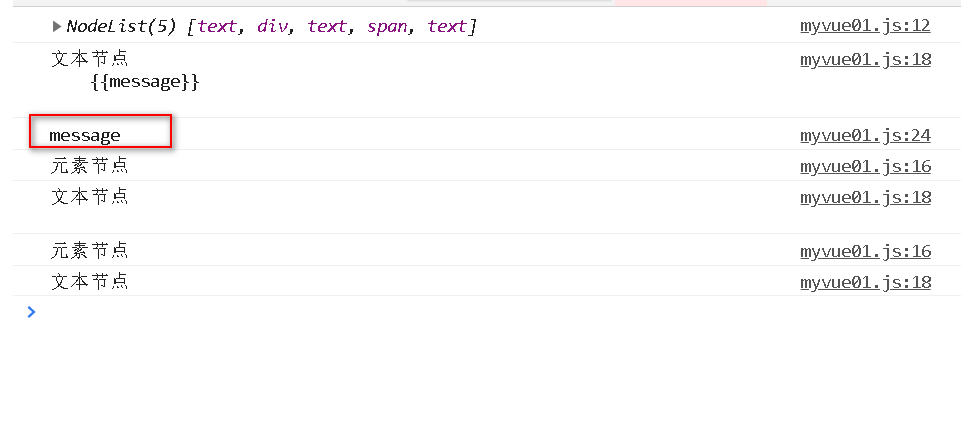 ▶NodeList(5) [text, div, text, span, text] myvue01.js:12
文本节点 myvue01.js:18
{{message}}
message myvue01.js:24
元素节点 myvue01.js:16
文本节点 myvue01.js:18
元素节点 myvue01.js:16
文本节点 myvue01.js:18